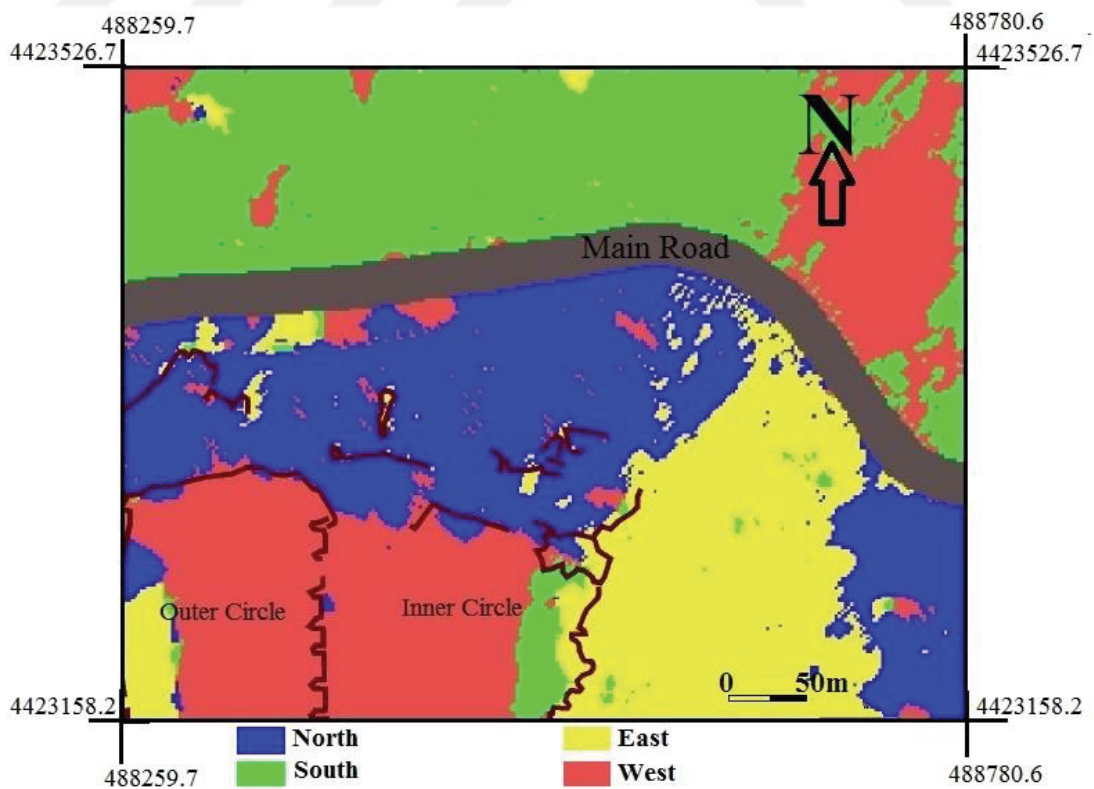 488259.7
488780.6
4423526.7
4423526.7
N
Main Road
Outer Circle
Inner Circle
0 50m
4423158.2
4423158.2
North
East
South
West
488259.7
488780.6